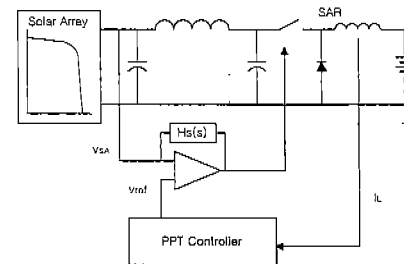 SAR
Solar Array
Hs(s)
VSA
Vref
IL
PPT Controller